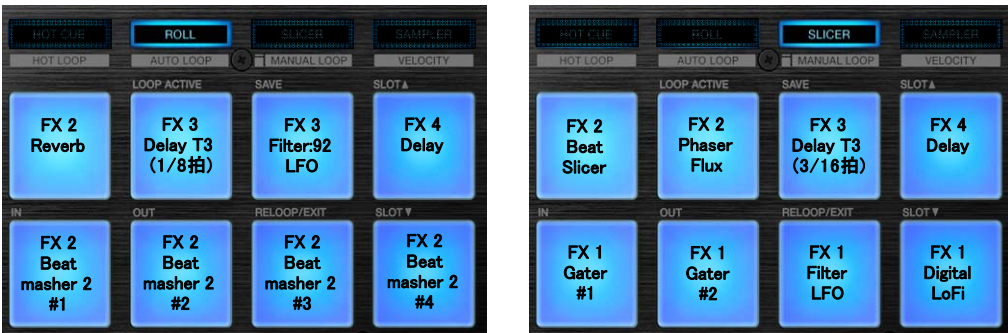 HOT CUE ROLL SLICER SAMPLER
HOT LOOP AUTO LOOP MANUAL LOOP VELOCITY
LOOP ACTIVE SAVE SLOT▲
FX 2
Reverb
FX 3
Delay T3
(1/8拍)
FX 3
Filter:92
LFO
FX 4
Delay
IN OUT RELOOP/EXIT SLOT▼
FX 2
Beat
masher 2
#1
FX 2
Beat
masher 2
#2
FX 2
Beat
masher 2
#3
FX 2
Beat
masher 2
#4
HOT CUE ROLL SLICER SAMPLER
HOT LOOP AUTO LOOP MANUAL LOOP VELOCITY
LOOP ACTIVE SAVE SLOT▲
FX 2
Beat
Slicer
FX 2
Phaser
Flux
FX 3
Delay T3
(3/16拍)
FX 4
Delay
IN OUT RELOOP/EXIT SLOT▼
FX 1
Gater
#1
FX 1
Gater
#2
FX 1
Filter
LFO
FX 1
Digital
LoFi